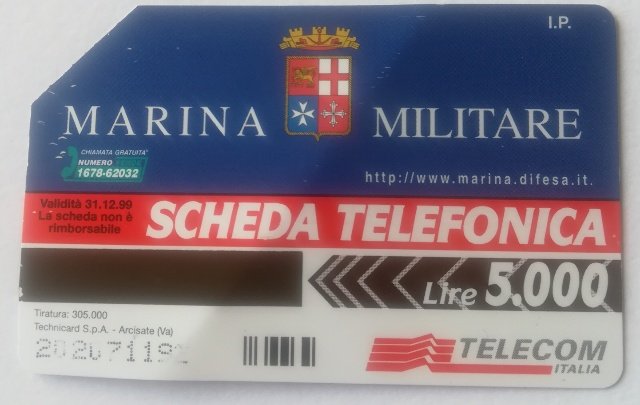 I.P.
MARINA MILITARE
CHIAMATA GRATUITA
NUMERO VERDE
1678-62032
http://www.marina.difesa.it.
Validità 31.12.99
La scheda non è
rimborsabile
SCHEDA TELEFONICA
Lire 5.000
Tiratura: 305.000
Technicard S.p.A. - Arcisate (Va)
TELECOM
ITALIA